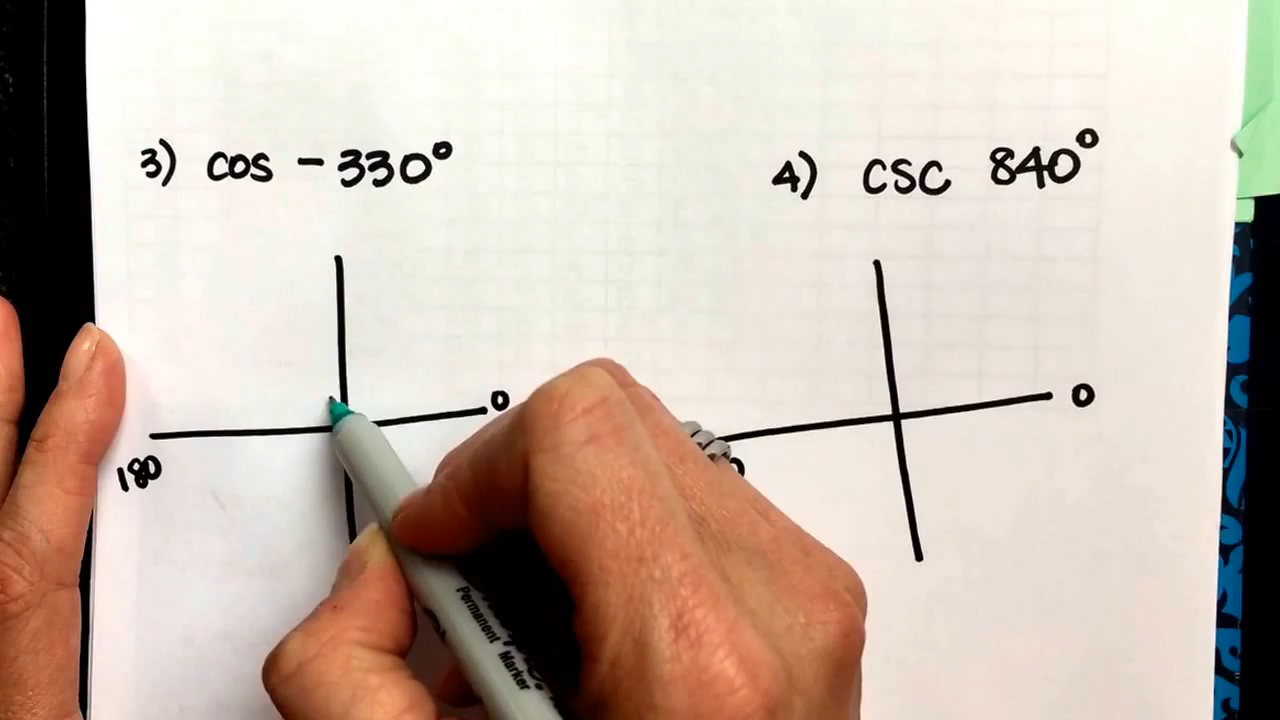 3) cos - 330°
4) csc 840°
0
0
180
Permanent Marker